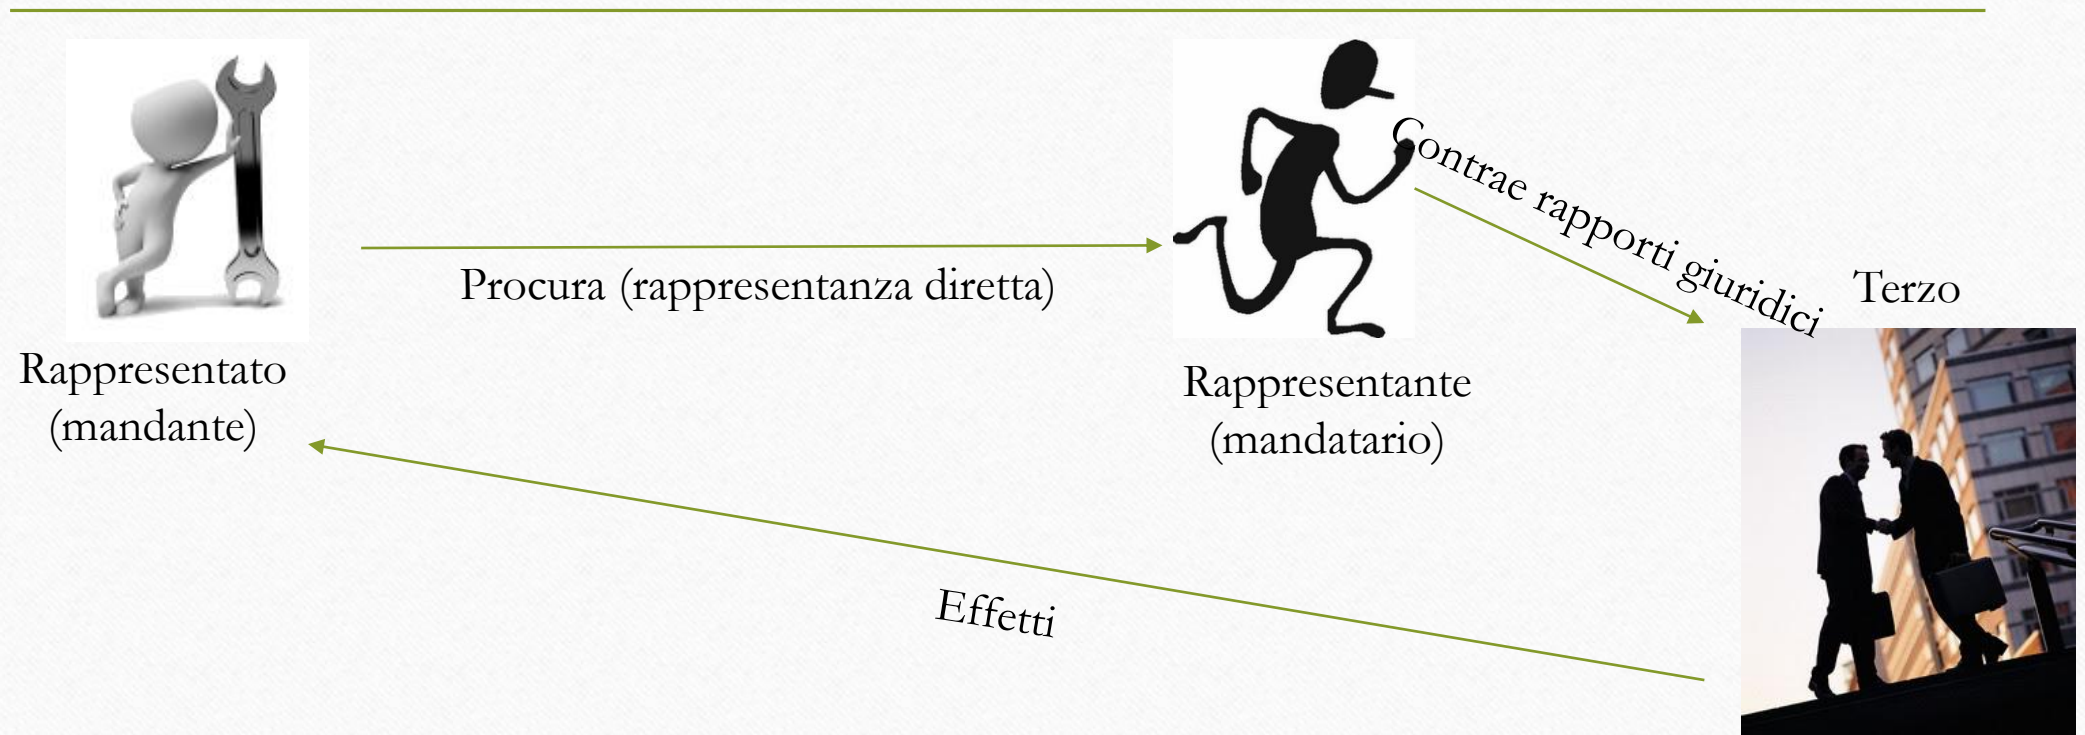 Contrae rapporti giuridici
Procura (rappresentanza diretta)
Terzo
Rappresentato
(mandante)
Rappresentante
(mandatario)
Effetti